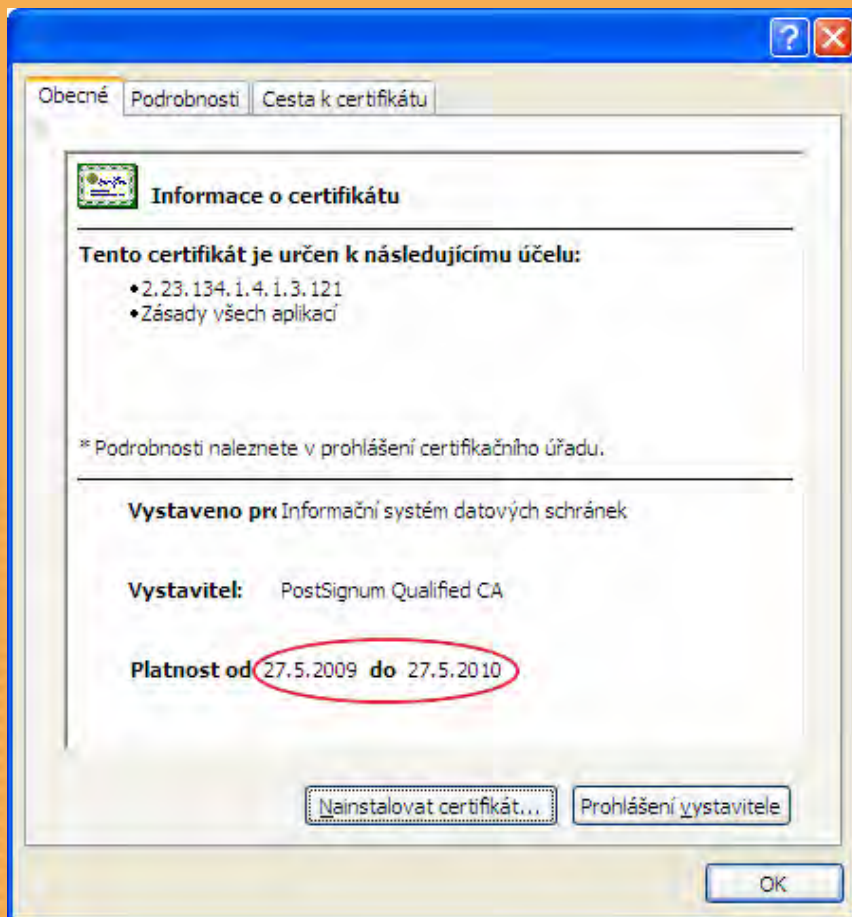 Obecné Podrobnosti Cesta k certifikátu
Informace o certifikátu
Tento certifikát je určen k následujícímu účelu:
•2.23.134.1.4.1.3.121
•Zásady všech aplikací
* Podrobnosti naleznete v prohlášení certifikačního úřadu.
Vystaveno pro Informační systém datových schránek
Vystavitel: PostSignum Qualified CA
Platnost od 27.5.2009 do 27.5.2010
Nainstalovat certifikát... Prohlášení vystavitele
OK